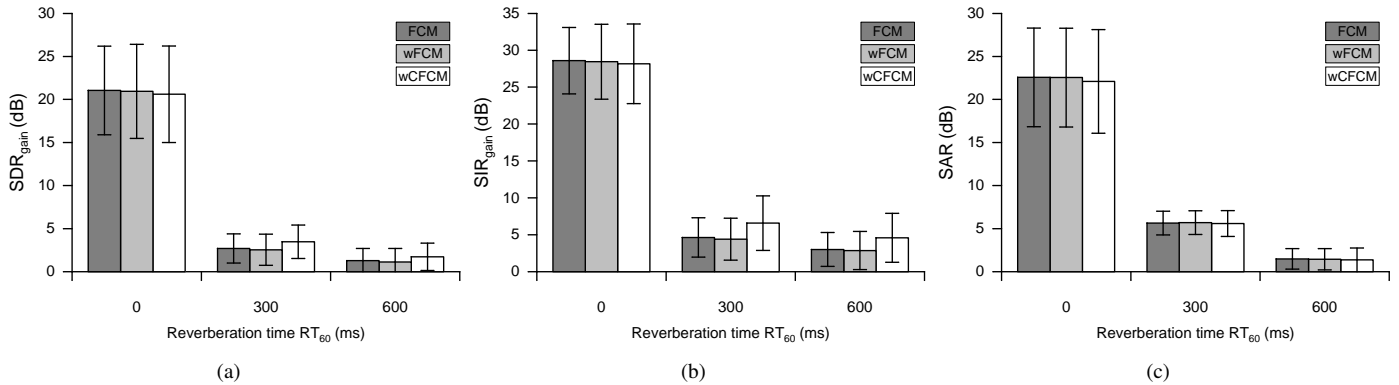 30
25
20
15
10
5
0
SDRgain (dB)
FCM
wFCM
wCFCM
0 300 600
Reverberation time RT60 (ms)
(a)
35
30
25
20
15
10
5
0
SIRgain (dB)
FCM
wFCM
wCFCM
0 300 600
Reverberation time RT60 (ms)
(b)
30
25
20
15
10
5
0
SAR (dB)
FCM
wFCM
wCFCM
0 300 600
Reverberation time RT60 (ms)
(c)